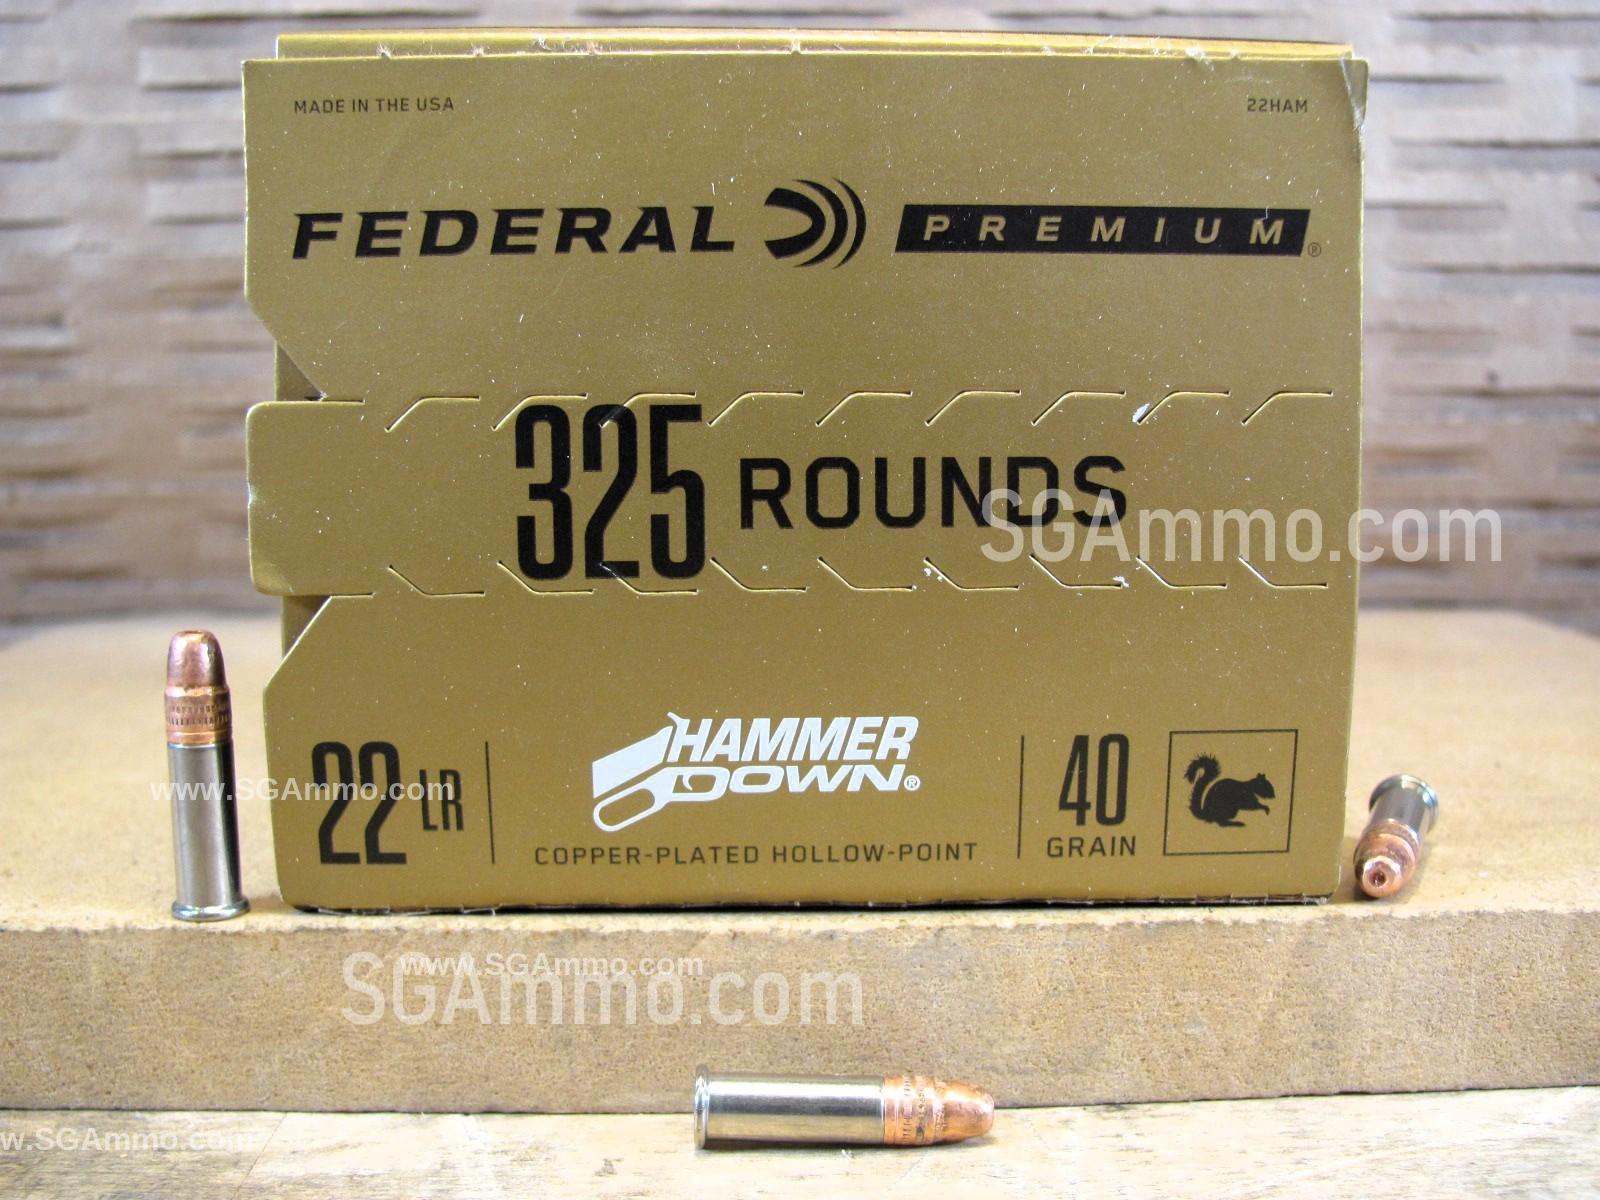 MADE IN THE USA 22HAM
FEDERAL PREMIUM®
325 ROUNDS
SGAmmo.com
HAMMER
DOWN®
22 LR
40
GRAIN
COPPER-PLATED HOLLOW-POINT
www.SGAmmo.com
www.SGAmmo.com
SGAmmo.com
w.SGAmmo.com